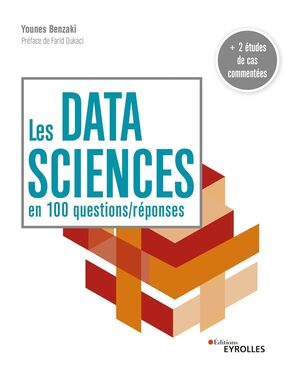 Younes Benzaki
Préface de Farid Oukaci
+ 2 études
de cas
commentées
Les DATA
SCIENCES
en 100 questions/réponses
Éditions
EYROLLES